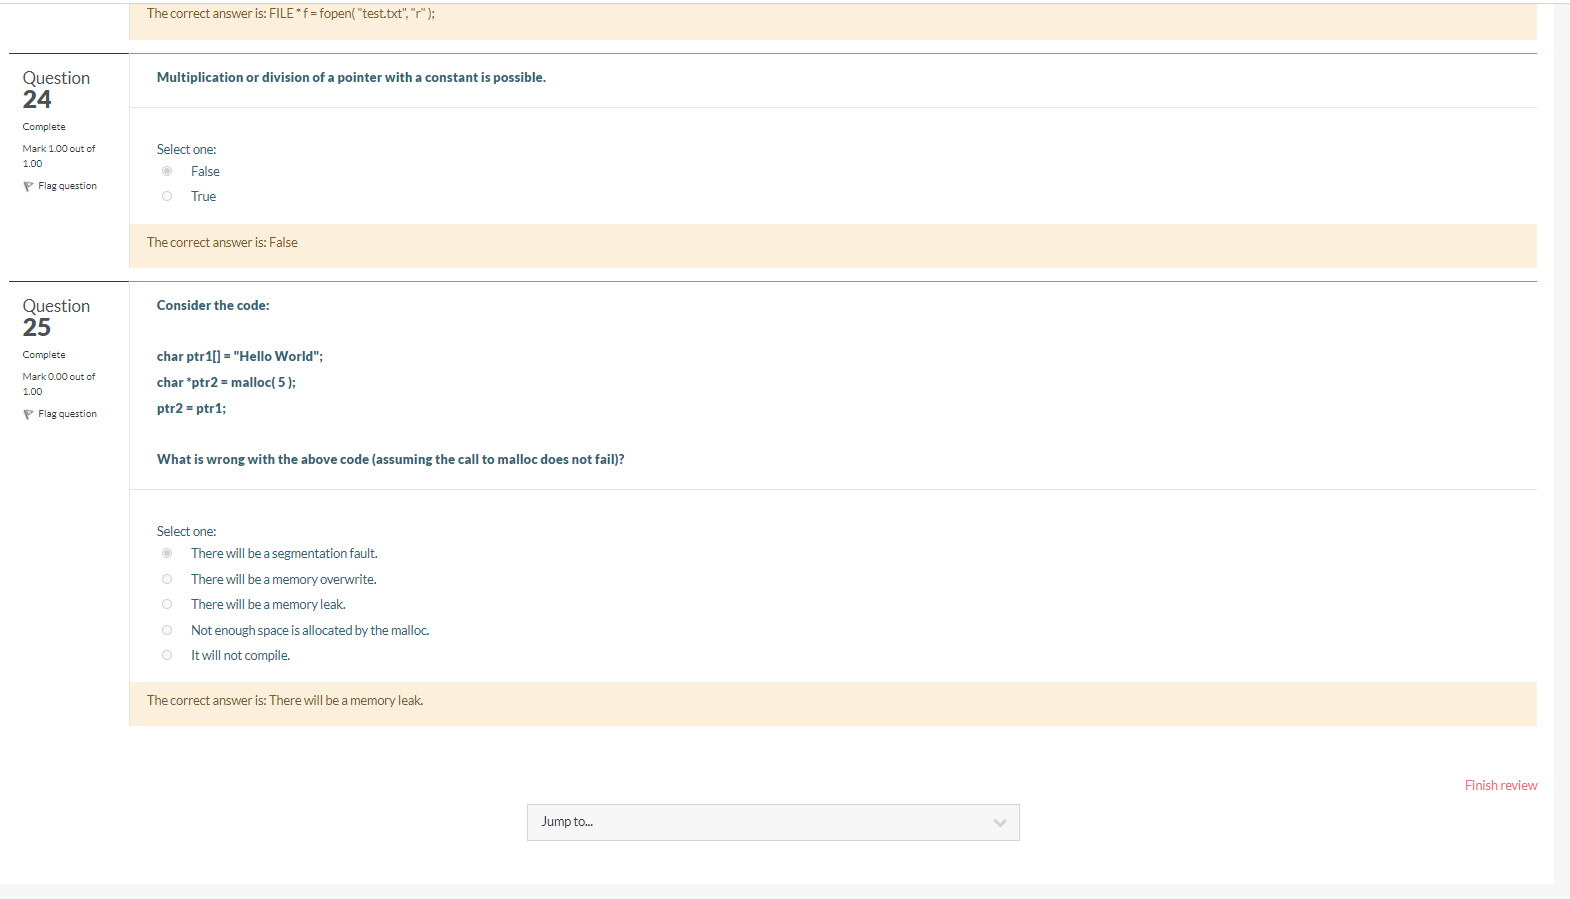 The correct answer is: FILE * f = fopen( "test.txt", "r" );
Question
24
Complete
Mark 1.00 out of
1.00
Flag question
Multiplication or division of a pointer with a constant is possible.
Select one:
False
True
The correct answer is: False
Question
25
Complete
Mark 0.00 out of
1.00
Flag question
Consider the code:
char ptr1[] = "Hello World";
char *ptr2 = malloc( 5 );
ptr2 = ptr1;
What is wrong with the above code (assuming the call to malloc does not fail)?
Select one:
There will be a segmentation fault.
There will be a memory overwrite.
There will be a memory leak.
Not enough space is allocated by the malloc.
It will not compile.
The correct answer is: There will be a memory leak.
Finish review
Jump to...